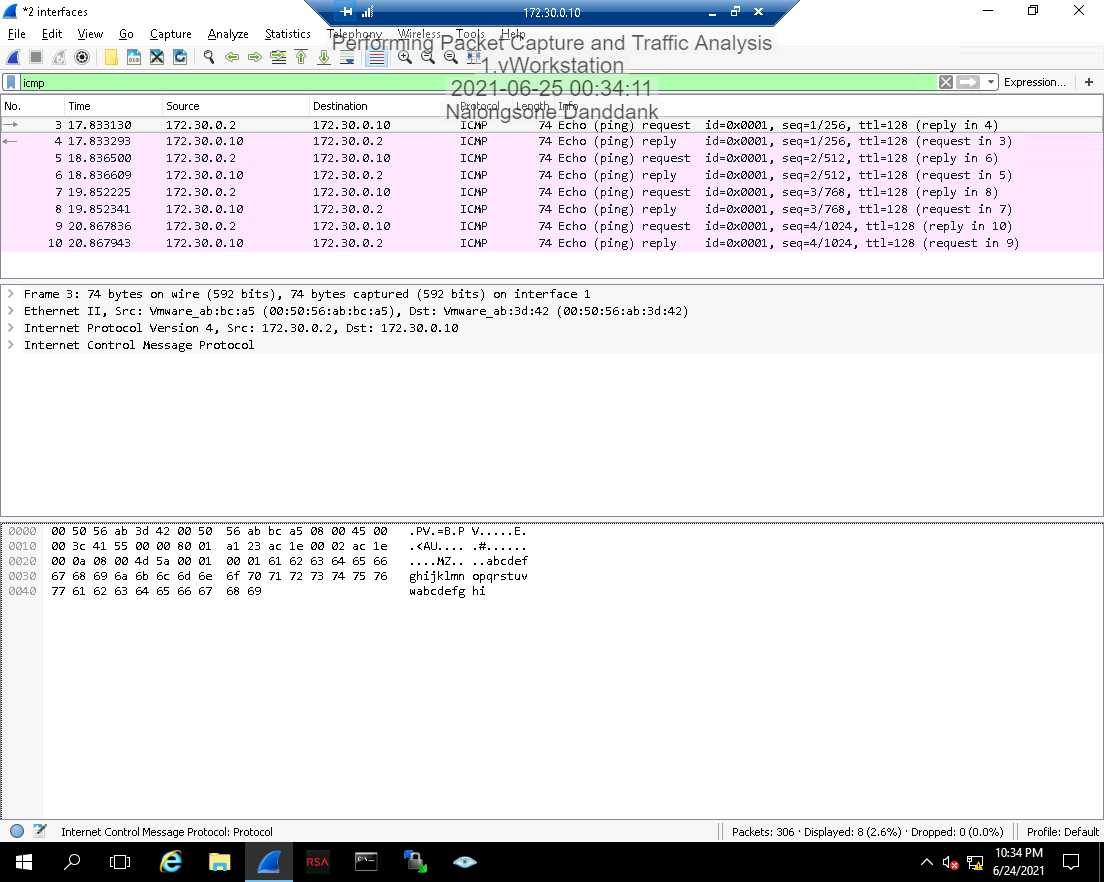 *2 interfaces
172.30.0.10
File Edit View Go Capture Analyze Statistics Telephony Wireless Tools Help
Performing Packet Capture and Traffic Analysis
1.vWorkstation
2021-06-25 00:34:11
Nalongsone Danddank
icmp Expression... +
No. Time Source Destination Protocol Length Info
3 17.833130 172.30.0.2 172.30.0.10 ICMP 74 Echo (ping) request id=0x0001, seq=1/256, ttl=128 (reply in 4)
4 17.833293 172.30.0.10 172.30.0.2 ICMP 74 Echo (ping) reply id=0x0001, seq=1/256, ttl=128 (request in 3)
5 18.836500 172.30.0.2 172.30.0.10 ICMP 74 Echo (ping) request id=0x0001, seq=2/512, ttl=128 (reply in 6)
6 18.836609 172.30.0.10 172.30.0.2 ICMP 74 Echo (ping) reply id=0x0001, seq=2/512, ttl=128 (request in 5)
7 19.852225 172.30.0.2 172.30.0.10 ICMP 74 Echo (ping) request id=0x0001, seq=3/768, ttl=128 (reply in 8)
8 19.852341 172.30.0.10 172.30.0.2 ICMP 74 Echo (ping) reply id=0x0001, seq=3/768, ttl=128 (request in 7)
9 20.867836 172.30.0.2 172.30.0.10 ICMP 74 Echo (ping) request id=0x0001, seq=4/1024, ttl=128 (reply in 10)
10 20.867943 172.30.0.10 172.30.0.2 ICMP 74 Echo (ping) reply id=0x0001, seq=4/1024, ttl=128 (request in 9)
Frame 3: 74 bytes on wire (592 bits), 74 bytes captured (592 bits) on interface 1
Ethernet II, Src: Vmware_ab:bc:a5 (00:50:56:ab:bc:a5), Dst: Vmware_ab:3d:42 (00:50:56:ab:3d:42)
Internet Protocol Version 4, Src: 172.30.0.2, Dst: 172.30.0.10
Internet Control Message Protocol
0000 00 50 56 ab 3d 42 00 50 56 ab bc a5 08 00 45 00 .PV.=B.P V.....E.
0010 00 3c 41 55 00 00 80 01 a1 23 ac 1e 00 02 ac 1e .<AU.... .#......
0020 00 0a 08 00 4d 5a 00 01 00 01 61 62 63 64 65 66 ....MZ.. ..abcdef
0030 67 68 69 6a 6b 6c 6d 6e 6f 70 71 72 73 74 75 76 ghijklmn opqrstuv
0040 77 61 62 63 64 65 66 67 68 69 wabcdefg hi
Internet Control Message Protocol: Protocol Packets: 306 · Displayed: 8 (2.6%) · Dropped: 0 (0.0%) Profile: Default
RSA
10:34 PM
6/24/2021